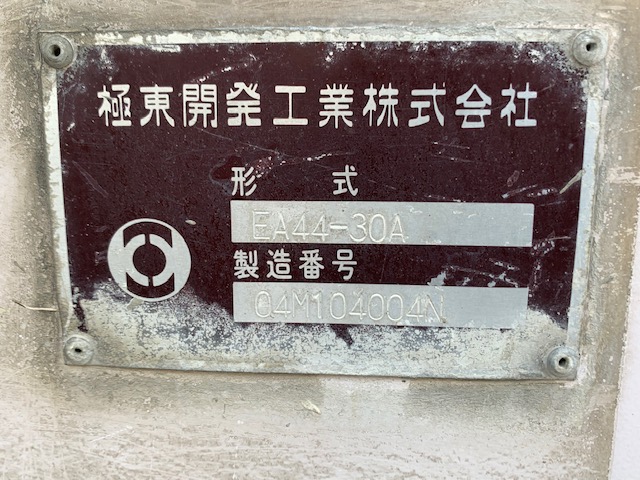 極東開発工業株式会社
形式
EA44-30A
製造番号
04M104004N